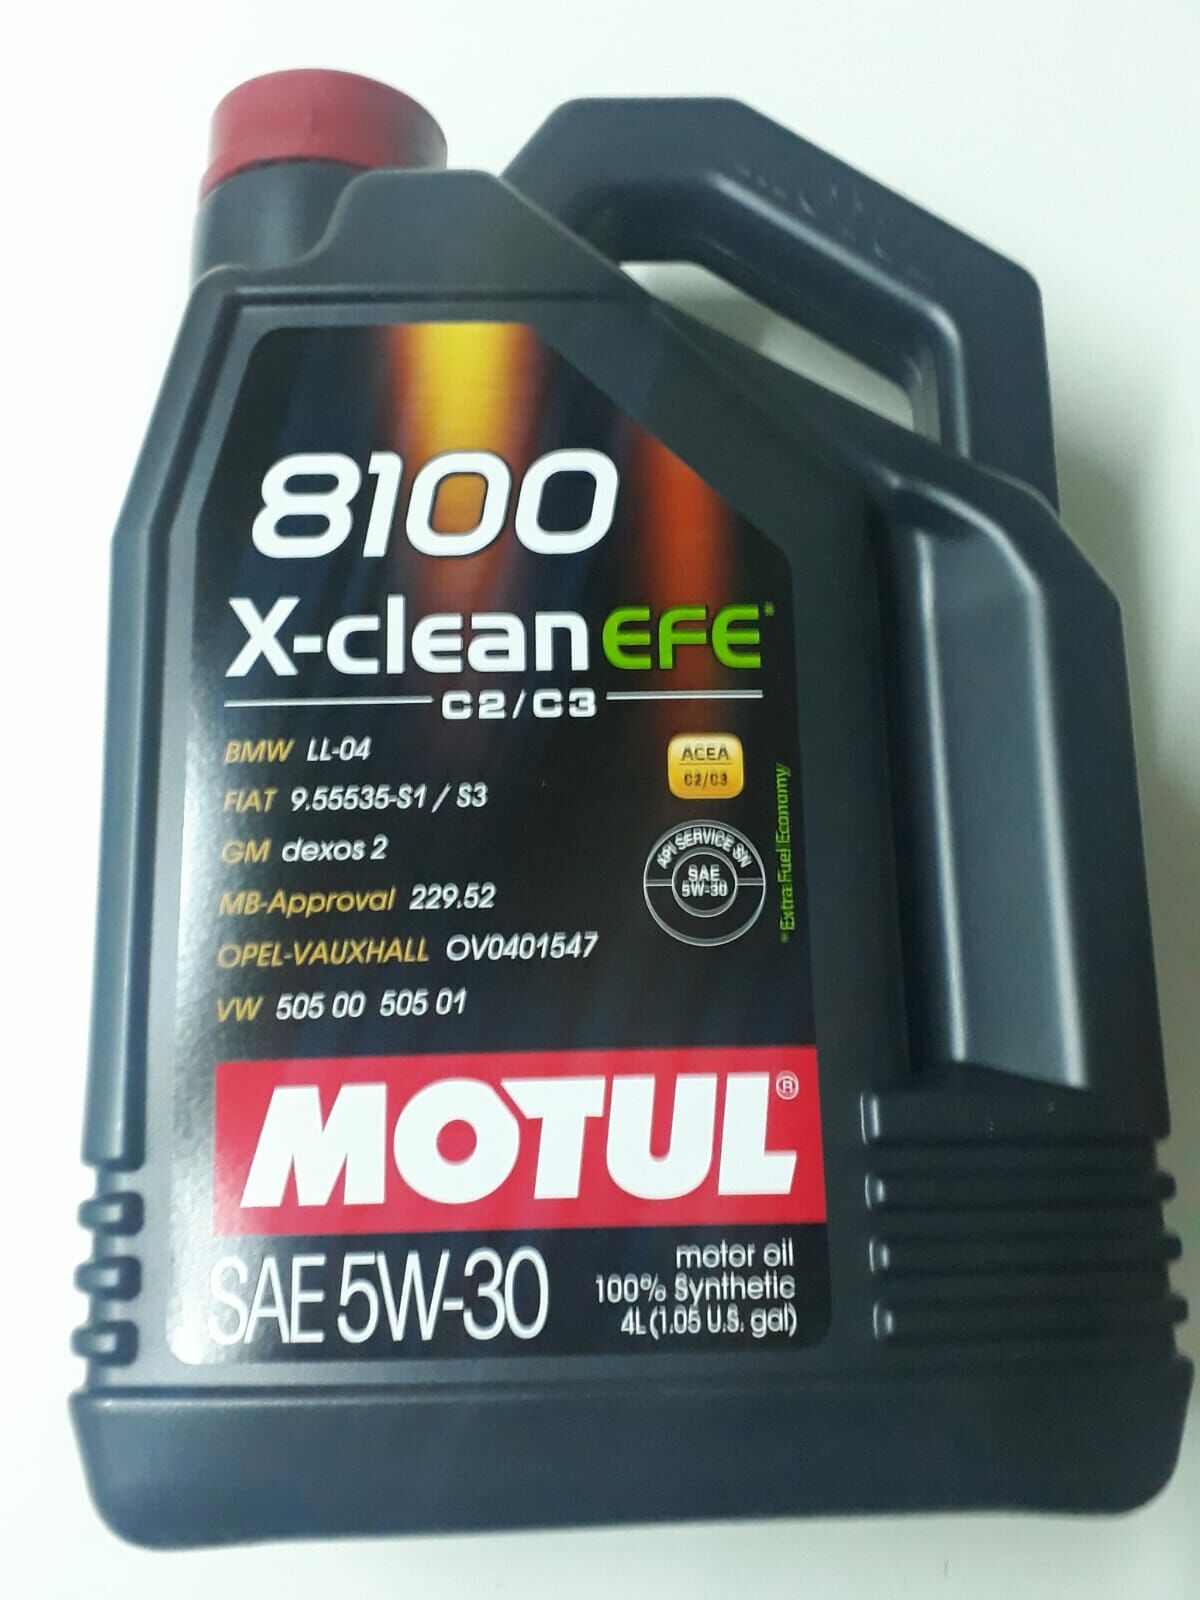 8100
X-clean EFE*
C2/C3
BMW LL-04
FIAT 9.55535-S1 / S3
GM dexos 2
MB-Approval 229.52
OPEL-VAUXHALL OV0401547
VW 505 00 505 01
ACEA
C2/C3
API SERVICE SN
SAE
5W-30
*Extra Fuel Economy
MOTUL®
SAE 5W-30
motor oil
100% Synthetic
4L (1.05 U.S. gal)